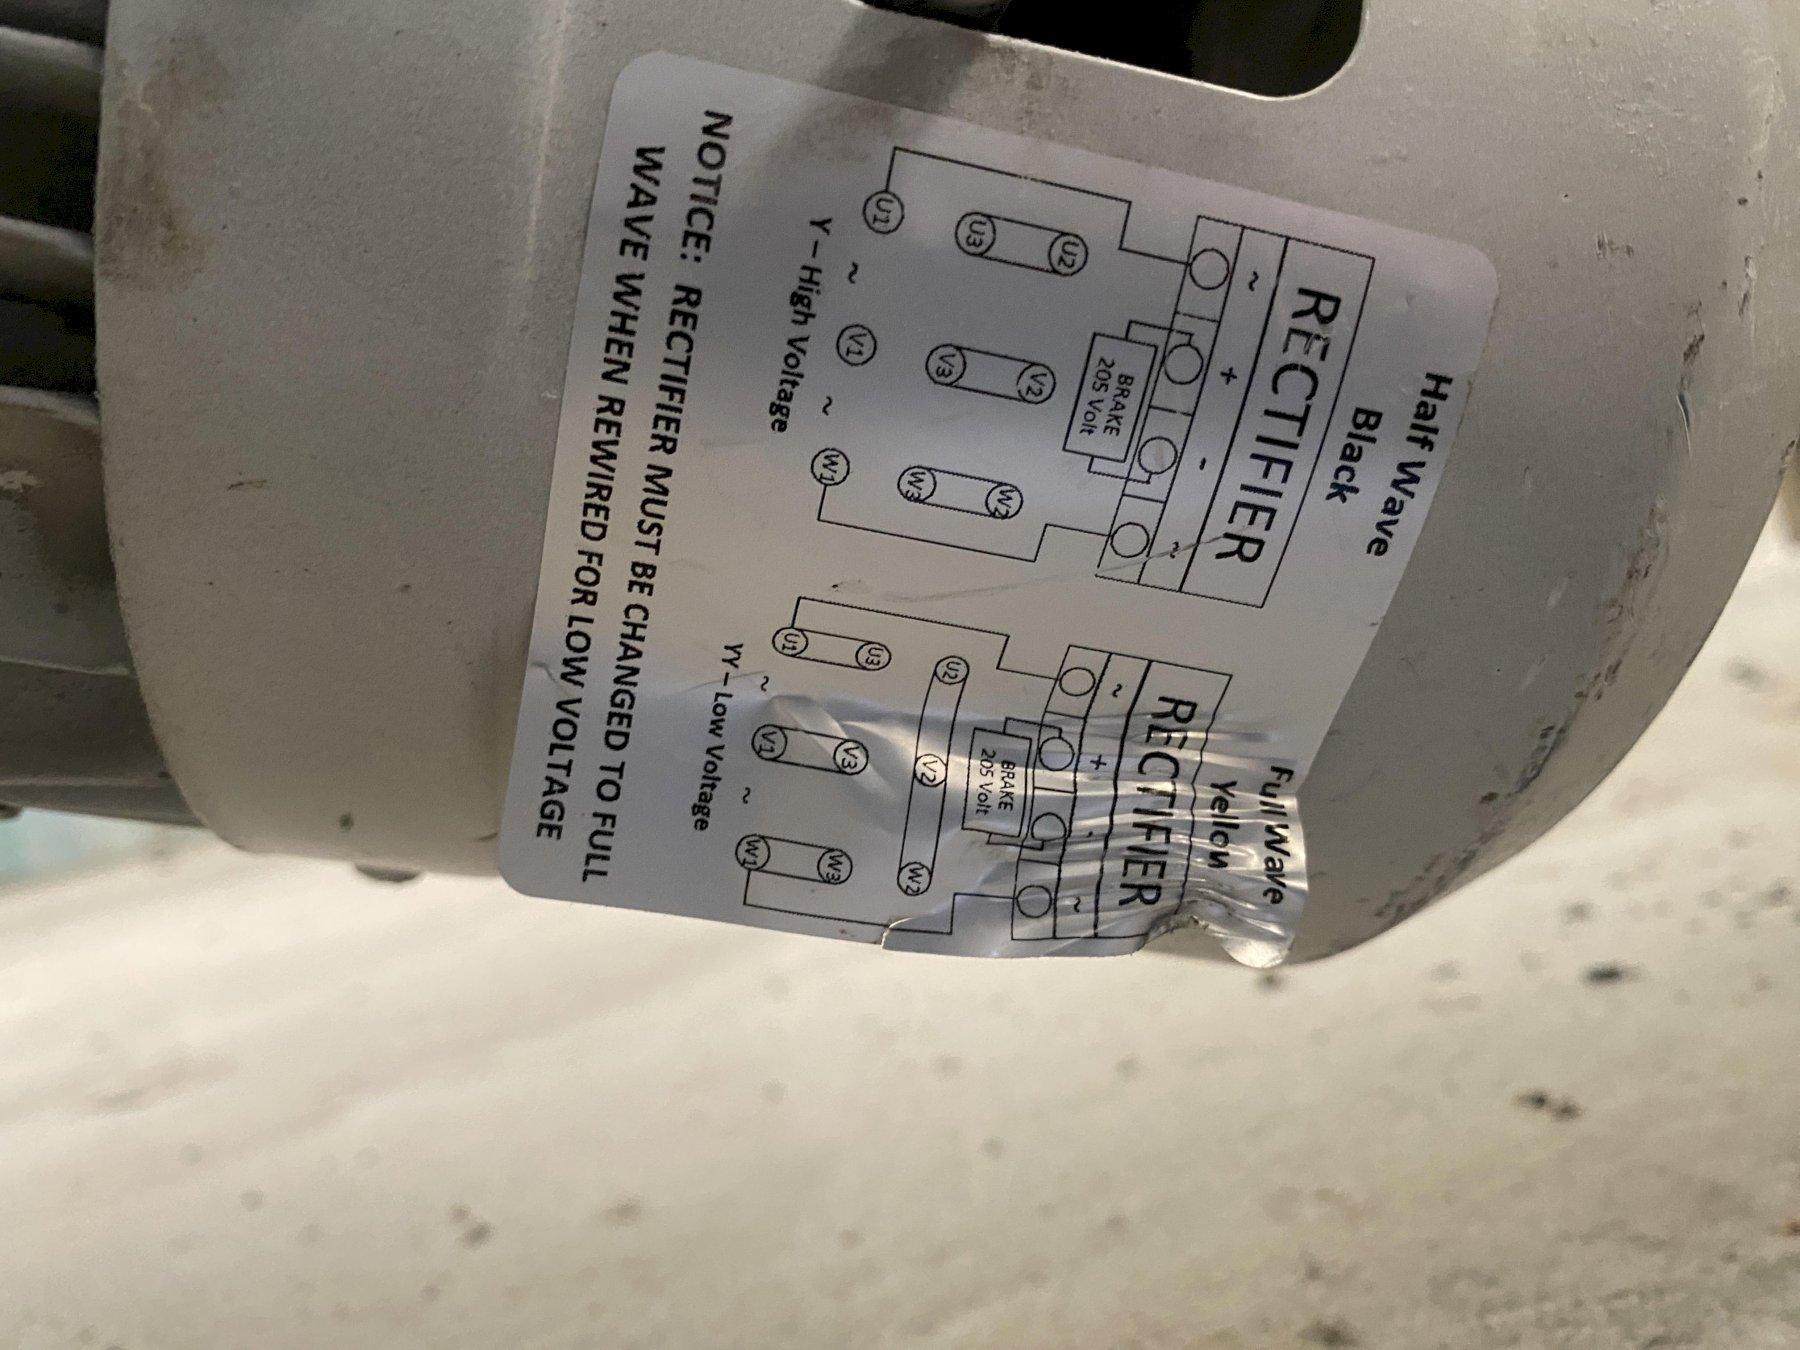 Half Wave
Black
RECTIFIER
~ + - ~
BRAKE
205 Volt
U2 V2 W2
U3 V3 W3
U1 ~ V1 ~ W1
Y – High Voltage
Full Wave
Yellow
RECTIFIER
~ + - ~
BRAKE
205 Volt
U2 V2 W2
U3 V3 W3
U1 ~ V1 ~ W1
YY – Low Voltage
NOTICE: RECTIFIER MUST BE CHANGED TO FULL
WAVE WHEN REWIRED FOR LOW VOLTAGE